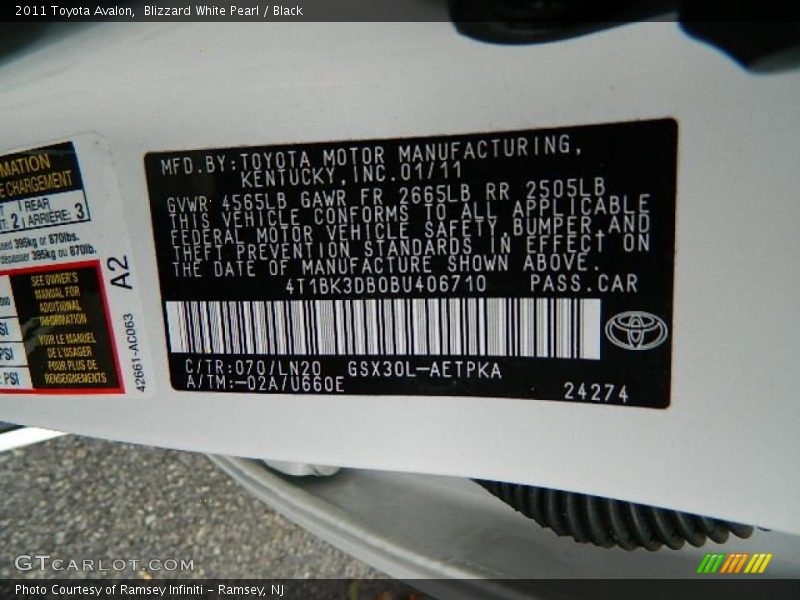 2011 Toyota Avalon,  Blizzard White Pearl / Black
MFD.BY:TOYOTA MOTOR MANUFACTURING,
KENTUCKY,INC.01/11
GVWR 4565LB GAWR FR 2665LB RR 2505LB
THIS VEHICLE CONFORMS TO ALL APPLICABLE
FEDERAL MOTOR VEHICLE SAFETY,BUMPER,AND
THEFT PREVENTION STANDARDS IN EFFECT ON
THE DATE OF MANUFACTURE SHOWN ABOVE.
4T1BK3DB0BU406710 PASS.CAR
C/TR:070/LN20 GSX30L-AETPKA
A/TM:-02A/U660E
24274
MATION
CHARGEMENT
REAR
2 ARRIÈRE: 3
395kg or 870lbs.
395kg ou 870lb.
SEE OWNER'S
MANUAL FOR
ADDITIONAL
INFORMATION
VOIR LE MANUEL
DE L'USAGER
POUR PLUS DE
RENSEIGNEMENTS
PSI
PSI
A2
42661-AC063
GTCARLOT.COM
Photo Courtesy of Ramsey Infiniti - Ramsey, NJ